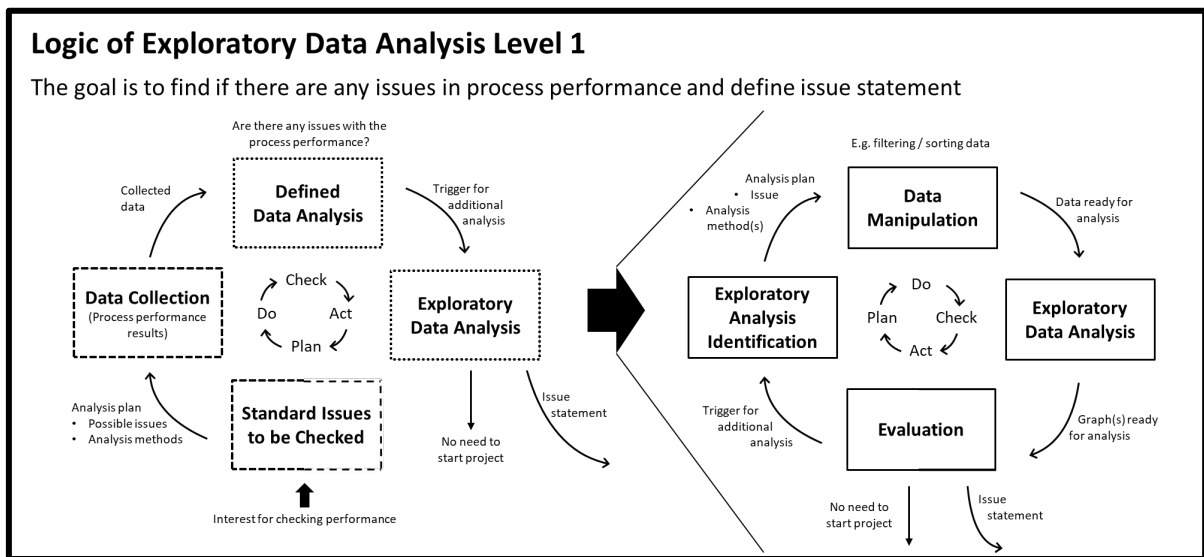 Logic of Exploratory Data Analysis Level 1
The goal is to find if there are any issues in process performance and define issue statement
Are there any issues with the
process performance?
Collected
data
Defined
Data Analysis
Trigger for
additional
analysis
Data Collection
(Process performance
results)
Check
Do
Act
Plan
Exploratory
Data Analysis
Analysis plan
• Possible issues
• Analysis methods
Standard Issues
to be Checked
No need to
start project
Issue
statement
Interest for checking performance
E.g. filtering / sorting data
Analysis plan
• Issue
• Analysis
method(s)
Data
Manipulation
Data ready for
analysis
Exploratory
Analysis
Identification
Do
Plan
Check
Act
Exploratory
Data Analysis
Trigger for
additional
analysis
Evaluation
Graph(s) ready
for analysis
No need to
start project
Issue
statement